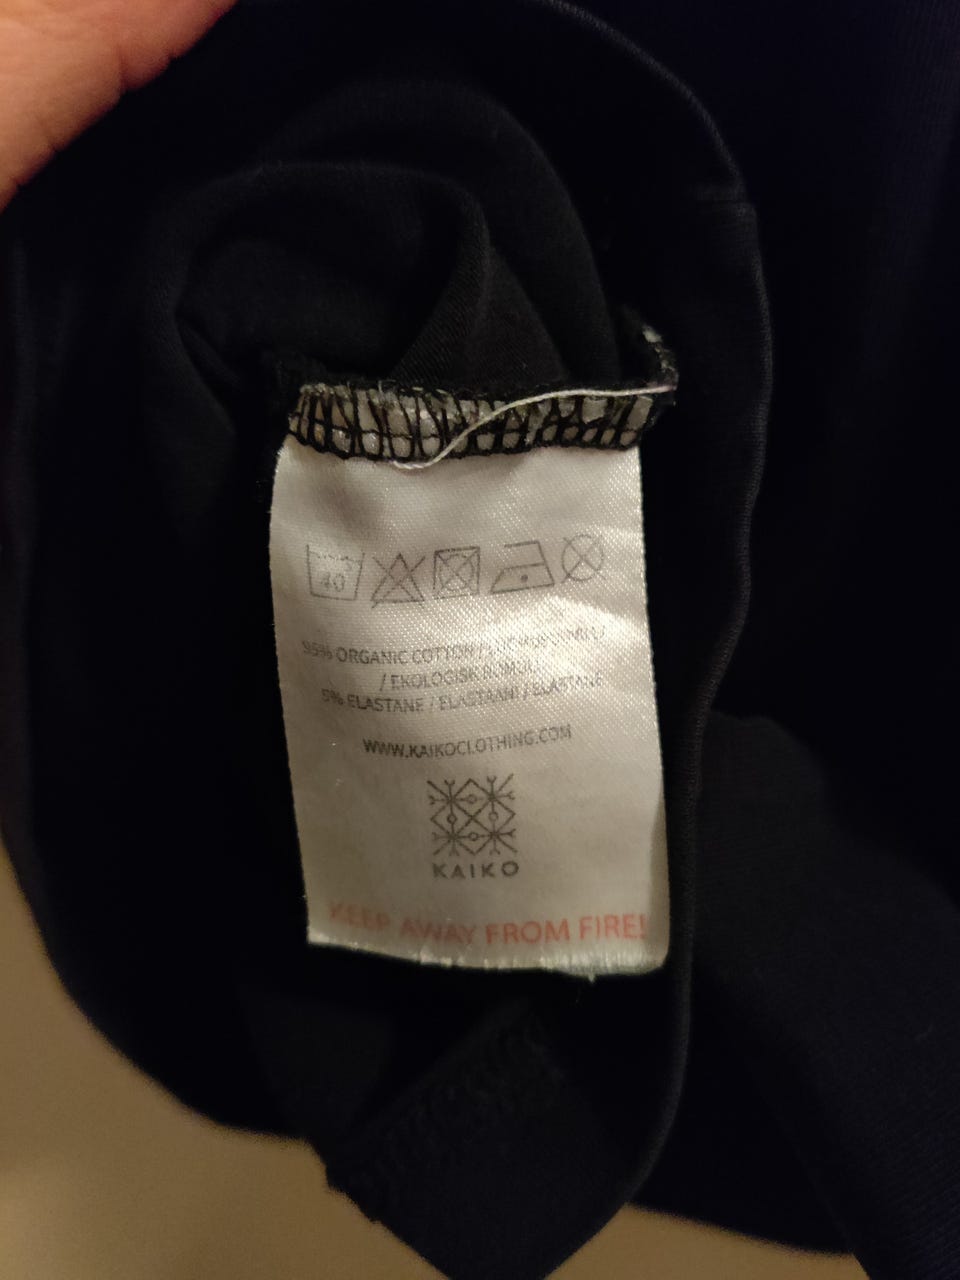 40
95% ORGANIC COTTON /
/ EKOLOGISK BOMULL
5% ELASTANE / ELASTAANI / ELASTANE
WWW.KAIKOCLOTHING.COM
KAIKO
KEEP AWAY FROM FIRE!